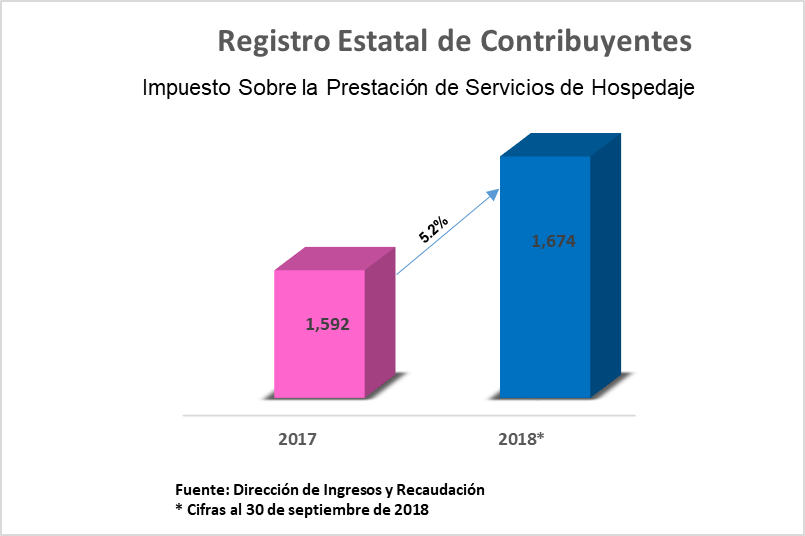 Registro Estatal de Contribuyentes
Impuesto Sobre la Prestación de Servicios de Hospedaje
5.2%
1,674
1,592
2017
2018*
Fuente: Dirección de Ingresos y Recaudación
* Cifras al 30 de septiembre de 2018